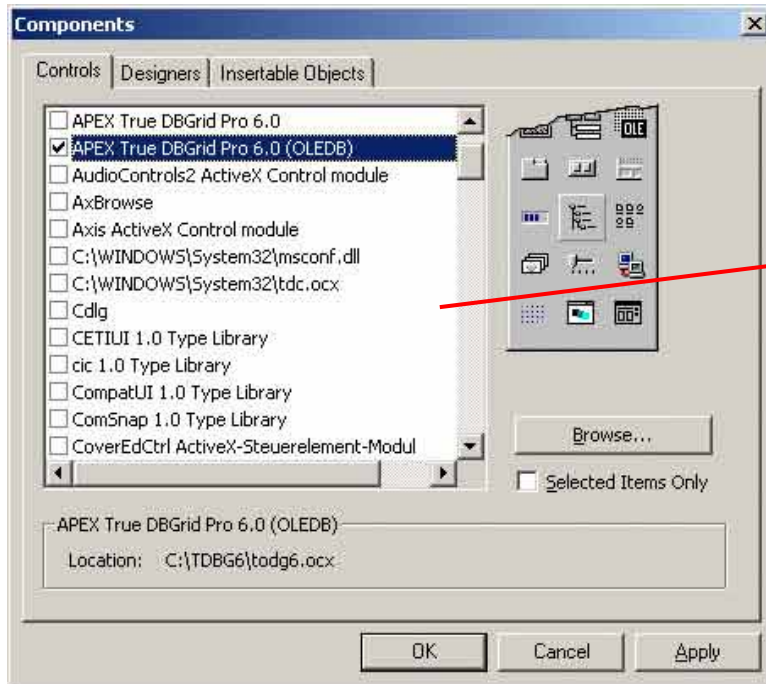 Components
Controls Designers Insertable Objects
APEX True DBGrid Pro 6.0
APEX True DBGrid Pro 6.0 (OLEDB)
AudioControls2 ActiveX Control module
AxBrowse
Axis ActiveX Control module
C:\WINDOWS\System32\msconf.dll
C:\WINDOWS\System32\tdc.ocx
Cdlg
CETIUI 1.0 Type Library
cic 1.0 Type Library
CompatUI 1.0 Type Library
ComSnap 1.0 Type Library
CoverEdCtrl ActiveX-Steuerelement-Modul
OLE
Browse...
Selected Items Only
APEX True DBGrid Pro 6.0 (OLEDB)
Location: C:\TDBG6\todg6.ocx
OK Cancel Apply